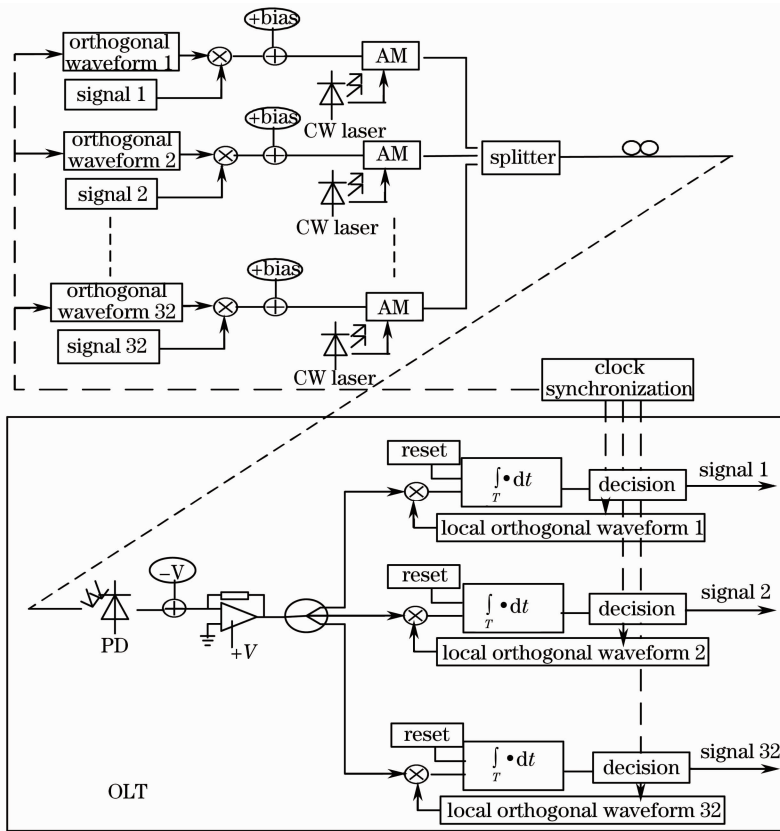 +bias
orthogonal
waveform 1
AM
signal 1
CW laser
+bias
orthogonal
waveform 2
AM
splitter
signal 2
CW laser
+bias
orthogonal
waveform 32
AM
signal 32
CW laser
clock
synchronization
reset
∫ • dt
T
decision
signal 1
local orthogonal waveform 1
−V
PD
+V
reset
∫ • dt
T
decision
signal 2
local orthogonal waveform 2
reset
∫ • dt
T
decision
signal 32
local orthogonal waveform 32
OLT